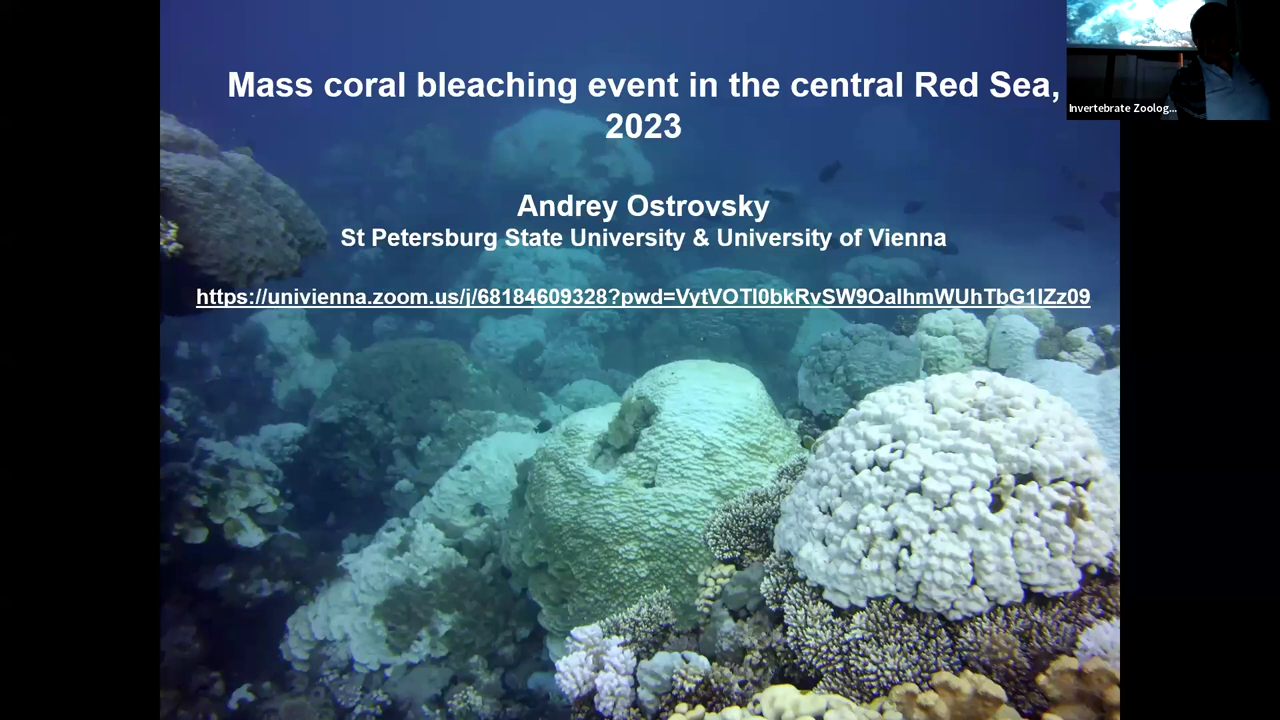 Mass coral bleaching event in the central Red Sea,
2023
Andrey Ostrovsky
St Petersburg State University & University of Vienna
https://univienna.zoom.us/j/68184609328?pwd=VytVOTl0bkRvSW9OalhmWUhTbG1IZz09
Invertebrate Zoolog...